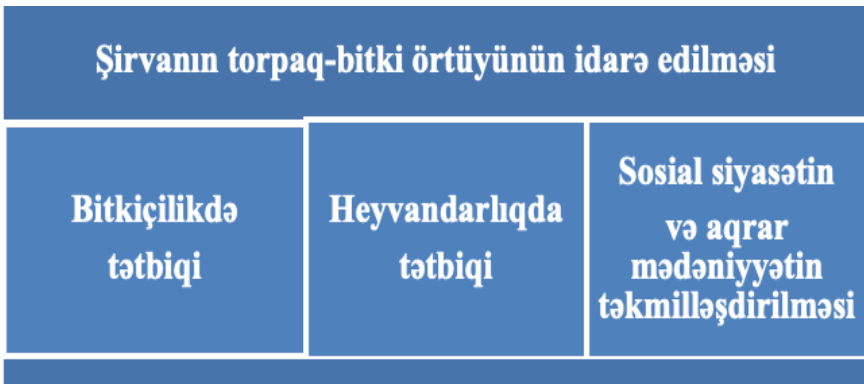 Şirvanın torpaq-bitki örtüyünün idarə edilməsi
Bitkiçilikdə
tətbiqi
Heyvandarlıqda
tətbiqi
Sosial siyasətin
və aqrar
mədəniyyətin
təkmilləşdirilməsi